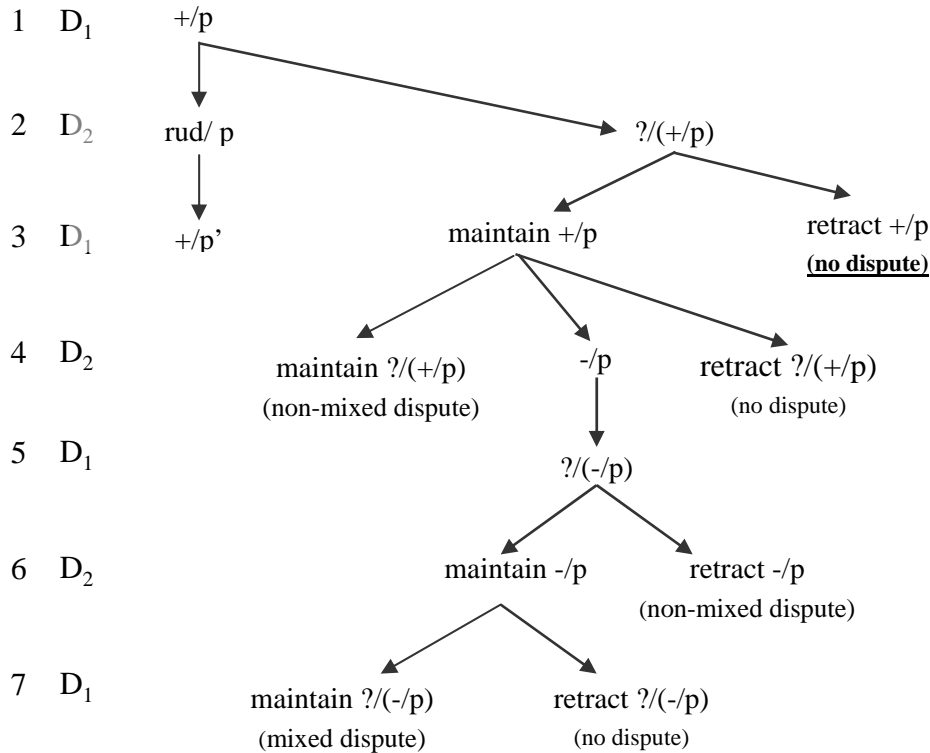 1 D₁ +/p
2 D₂ rud/ p ?/(+/p)
3 D₁ +/p’ maintain +/p retract +/p
(no dispute)
4 D₂ maintain ?/(+/p) -/p retract ?/(+/p)
(non-mixed dispute) (no dispute)
5 D₁ ?/(-/p)
6 D₂ maintain -/p retract -/p
(non-mixed dispute)
7 D₁ maintain ?/(-/p) retract ?/(-/p)
(mixed dispute) (no dispute)